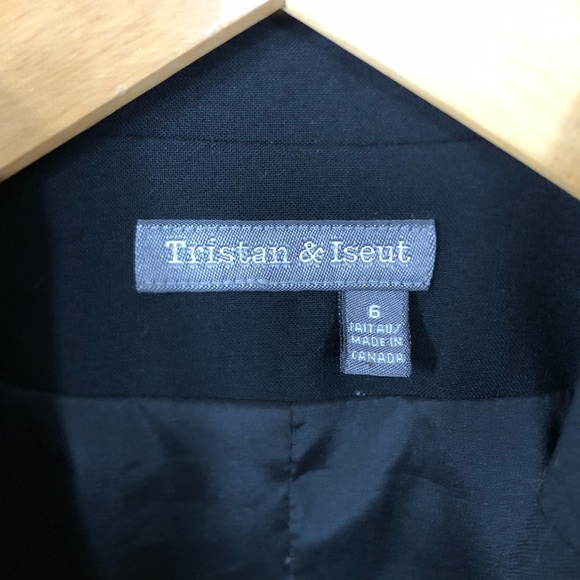 Tristan & Iseut
6
FAIT AU/
MADE IN
CANADA